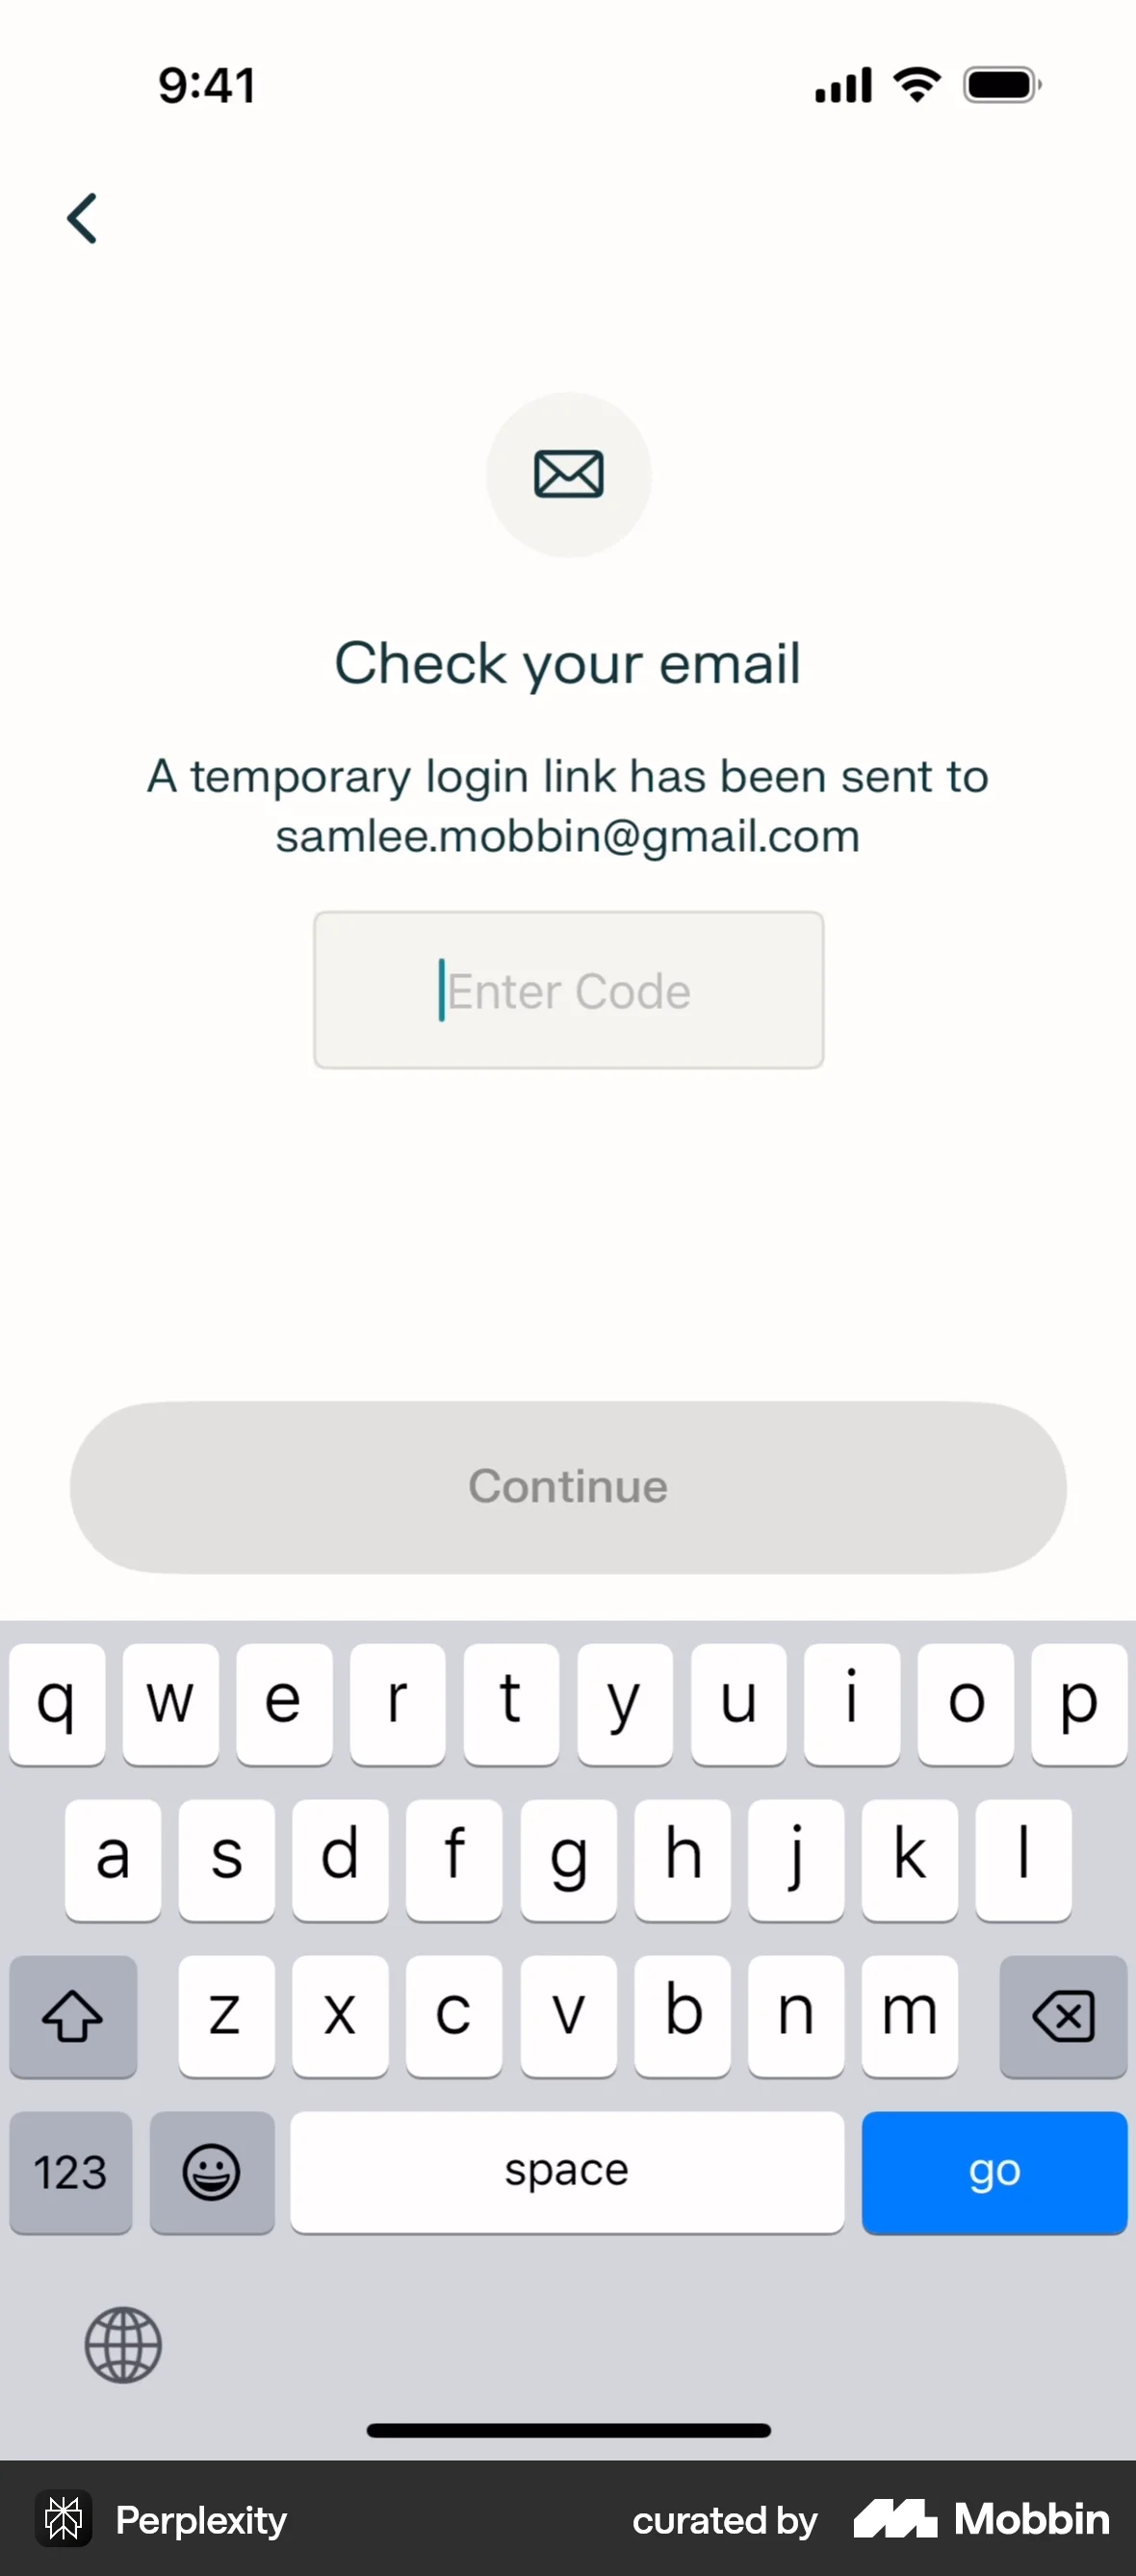 9:41
Check your email
A temporary login link has been sent to
samlee.mobbin@gmail.com
Enter Code
Continue
q w e r t y u i o p
a s d f g h j k l
z x c v b n m
123 space go
Perplexity curated by Mobbin